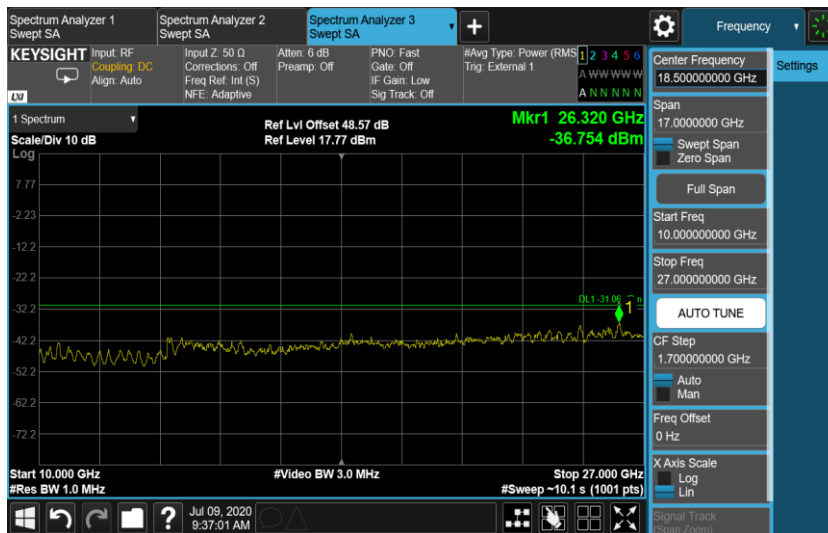 Spectrum Analyzer 1
Swept SA
Spectrum Analyzer 2
Swept SA
Spectrum Analyzer 3
Swept SA
Frequency
KEYSIGHT
LXI
Input: RF
Coupling: DC
Align: Auto
Input Z: 50 Ω
Corrections: Off
Freq Ref: Int (S)
NFE: Adaptive
Atten: 6 dB
Preamp: Off
PNO: Fast
Gate: Off
IF Gain: Low
Sig Track: Off
#Avg Type: Power (RMS
Trig: External 1
1 2 3 4 5 6
A W W W W W
A N N N N N
1 Spectrum
Scale/Div 10 dB
Log
Ref Lvl Offset 48.57 dB
Ref Level 17.77 dBm
Mkr1 26.320 GHz
-36.754 dBm
7.77
-2.23
-12.2
-22.2
-32.2
-42.2
-52.2
-62.2
-72.2
DL1 -31.06
1
Start 10.000 GHz
#Res BW 1.0 MHz
#Video BW 3.0 MHz
Stop 27.000 GHz
#Sweep ~10.1 s (1001 pts)
Center Frequency
18.500000000 GHz
Span
17.0000000 GHz
Swept Span
Zero Span
Full Span
Start Freq
10.000000000 GHz
Stop Freq
27.000000000 GHz
AUTO TUNE
CF Step
1.700000000 GHz
Auto
Man
Freq Offset
0 Hz
X Axis Scale
Log
Lin
Signal Track
(Span Zoom)
Settings
?
Jul 09, 2020
9:37:01 AM